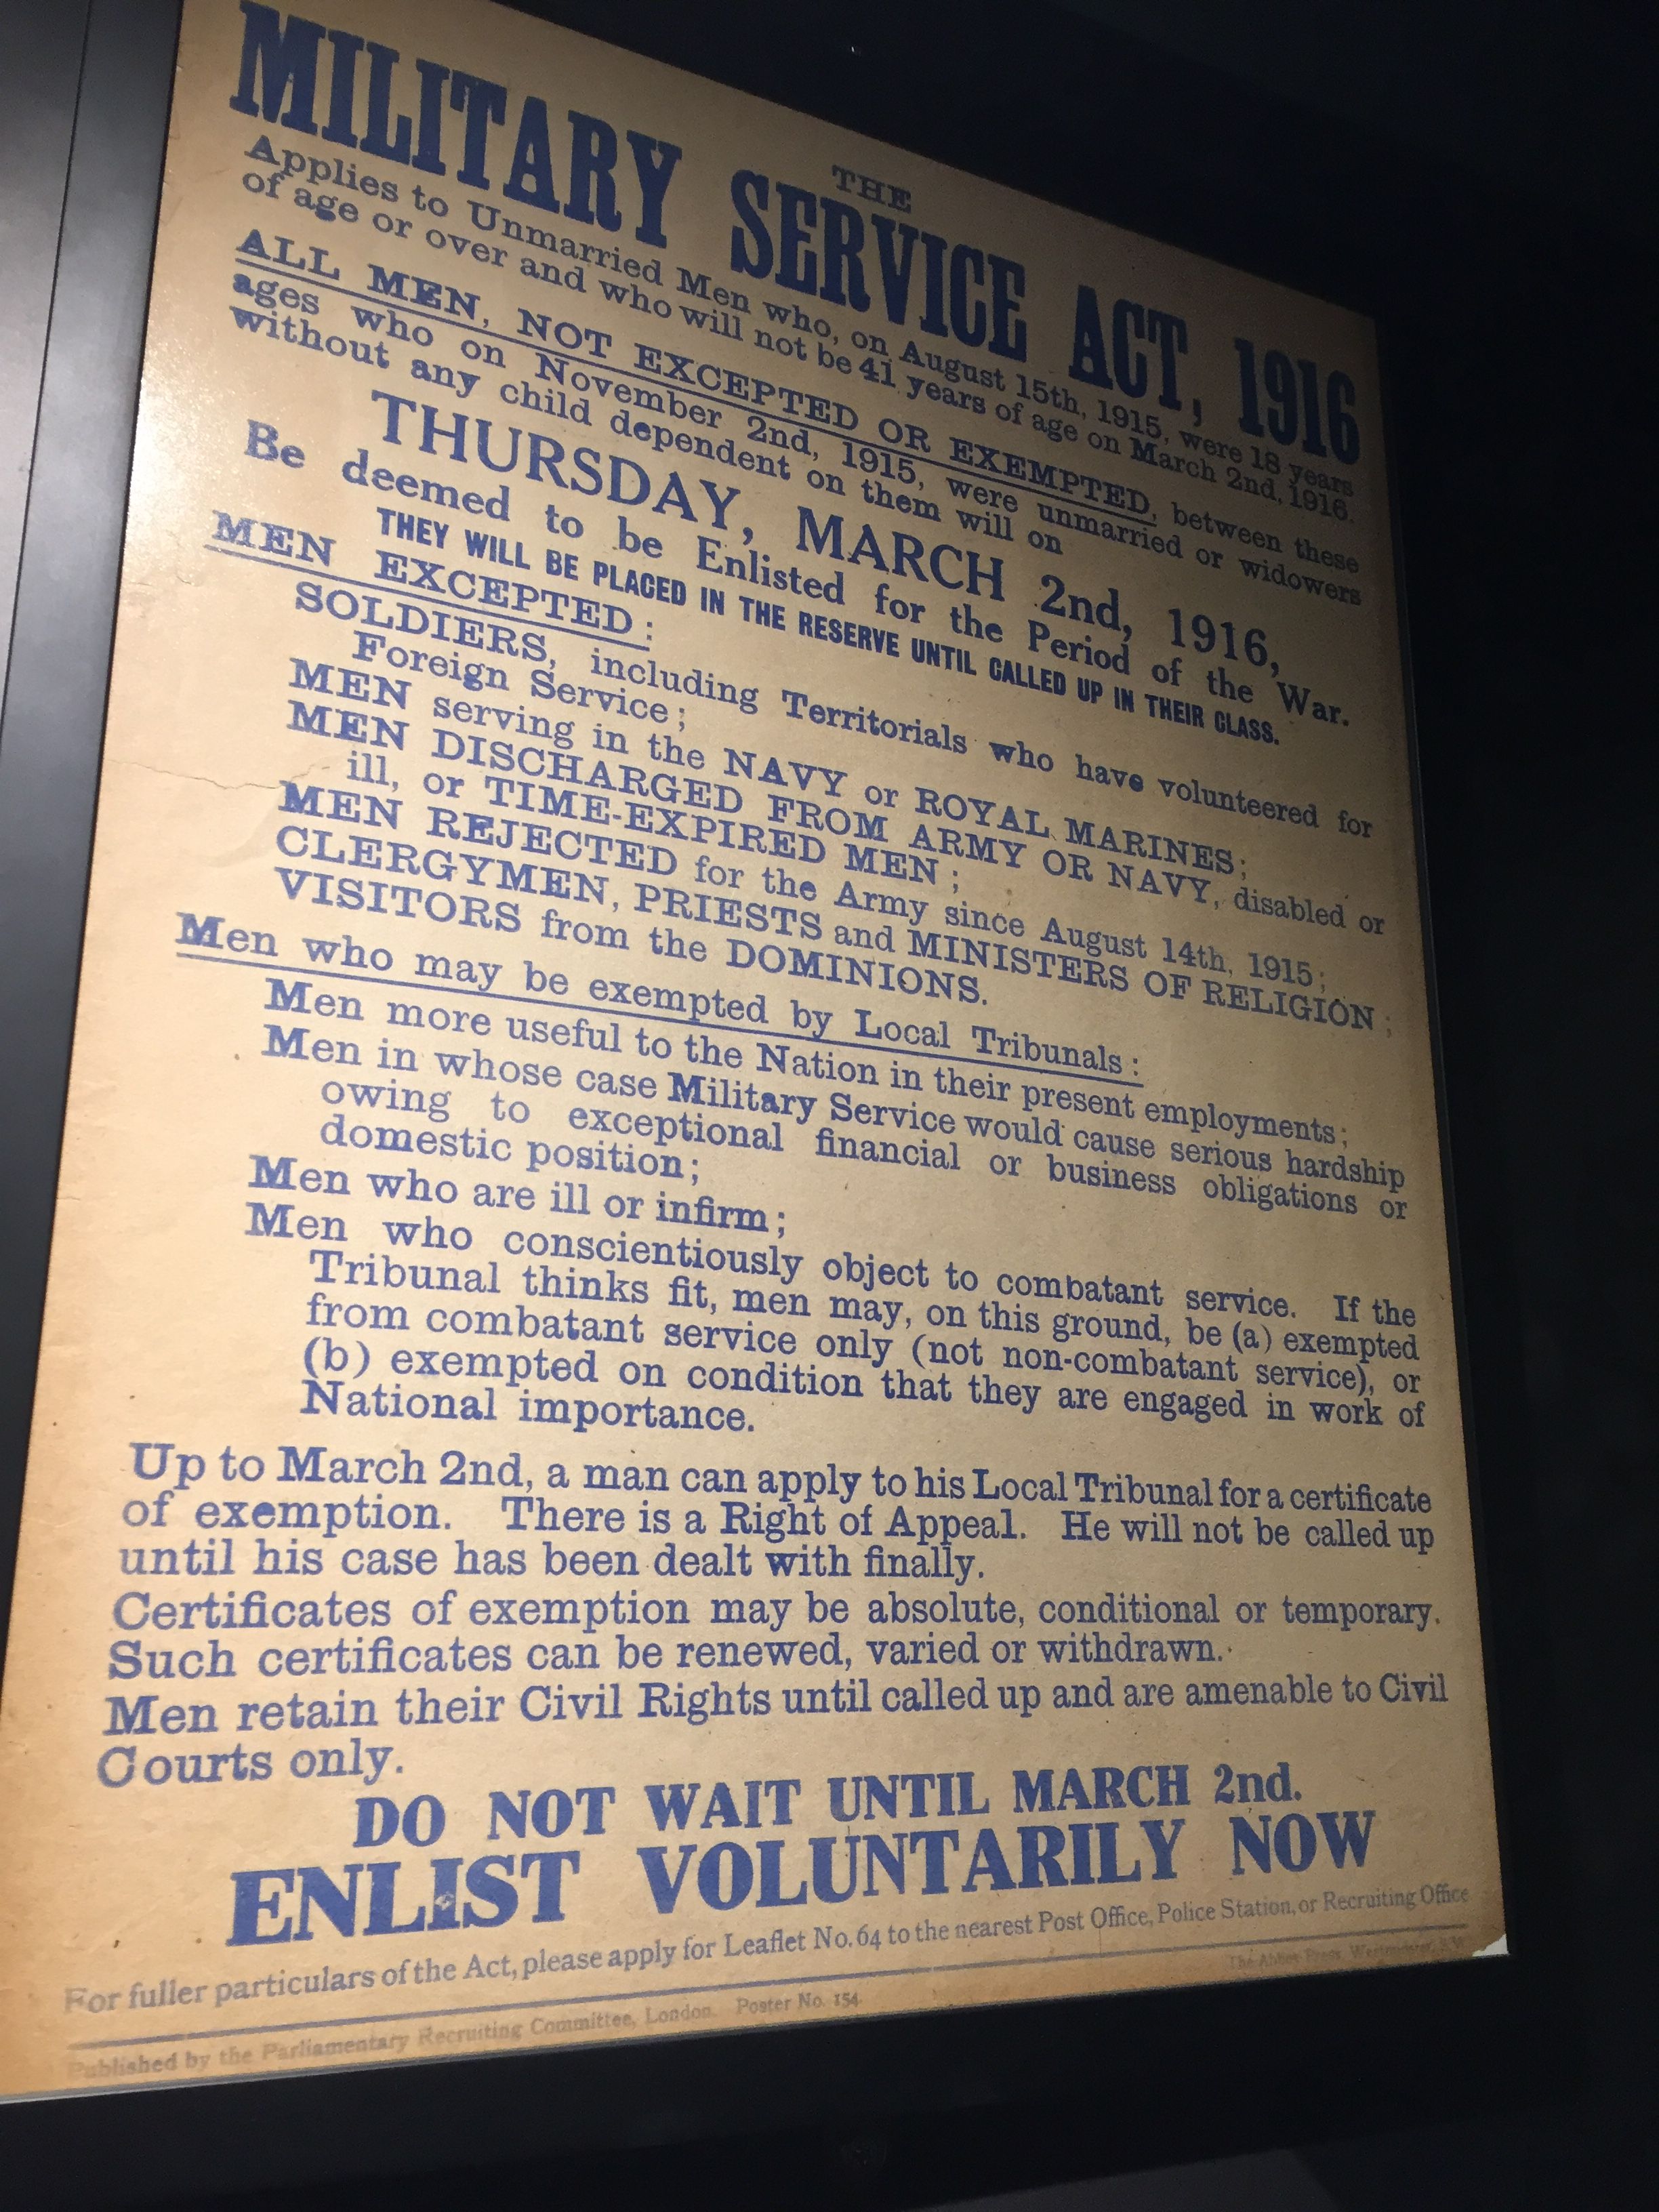 THE
MILITARY SERVICE ACT, 1916
Applies to Unmarried Men who, on August 15th, 1915, were 18 years
of age or over and who will not be 41 years of age on March 2nd, 1916.
ALL MEN, NOT EXCEPTED OR EXEMPTED, between these
ages who on November 2nd, 1915, were unmarried or widowers
without any child dependent on them will on
THURSDAY, MARCH 2nd, 1916,
Be deemed to be Enlisted for the Period of the War.
THEY WILL BE PLACED IN THE RESERVE UNTIL CALLED UP IN THEIR CLASS.
MEN EXCEPTED:
SOLDIERS, including Territorials who have volunteered for
Foreign Service;
MEN serving in the NAVY or ROYAL MARINES;
MEN DISCHARGED FROM ARMY OR NAVY, disabled or
ill, or TIME-EXPIRED MEN;
MEN REJECTED for the Army since August 14th, 1915;
CLERGYMEN, PRIESTS and MINISTERS OF RELIGION;
VISITORS from the DOMINIONS.
Men who may be exempted by Local Tribunals:
Men more useful to the Nation in their present employments;
Men in whose case Military Service would cause serious hardship
owing to exceptional financial or business obligations or
domestic position;
Men who are ill or infirm;
Men who conscientiously object to combatant service. If the
Tribunal thinks fit, men may, on this ground, be (a) exempted
from combatant service only (not non-combatant service), or
(b) exempted on condition that they are engaged in work of
National importance.
Up to March 2nd, a man can apply to his Local Tribunal for a certificate
of exemption. There is a Right of Appeal. He will not be called up
until his case has been dealt with finally.
Certificates of exemption may be absolute, conditional or temporary.
Such certificates can be renewed, varied or withdrawn.
Men retain their Civil Rights until called up and are amenable to Civil
Courts only.
DO NOT WAIT UNTIL MARCH 2nd.
ENLIST VOLUNTARILY NOW
For fuller particulars of the Act, please apply for Leaflet No. 64 to the nearest Post Office, Police Station, or Recruiting Office
Published by the Parliamentary Recruiting Committee, London. Poster No. 154
The Press, Westminster,